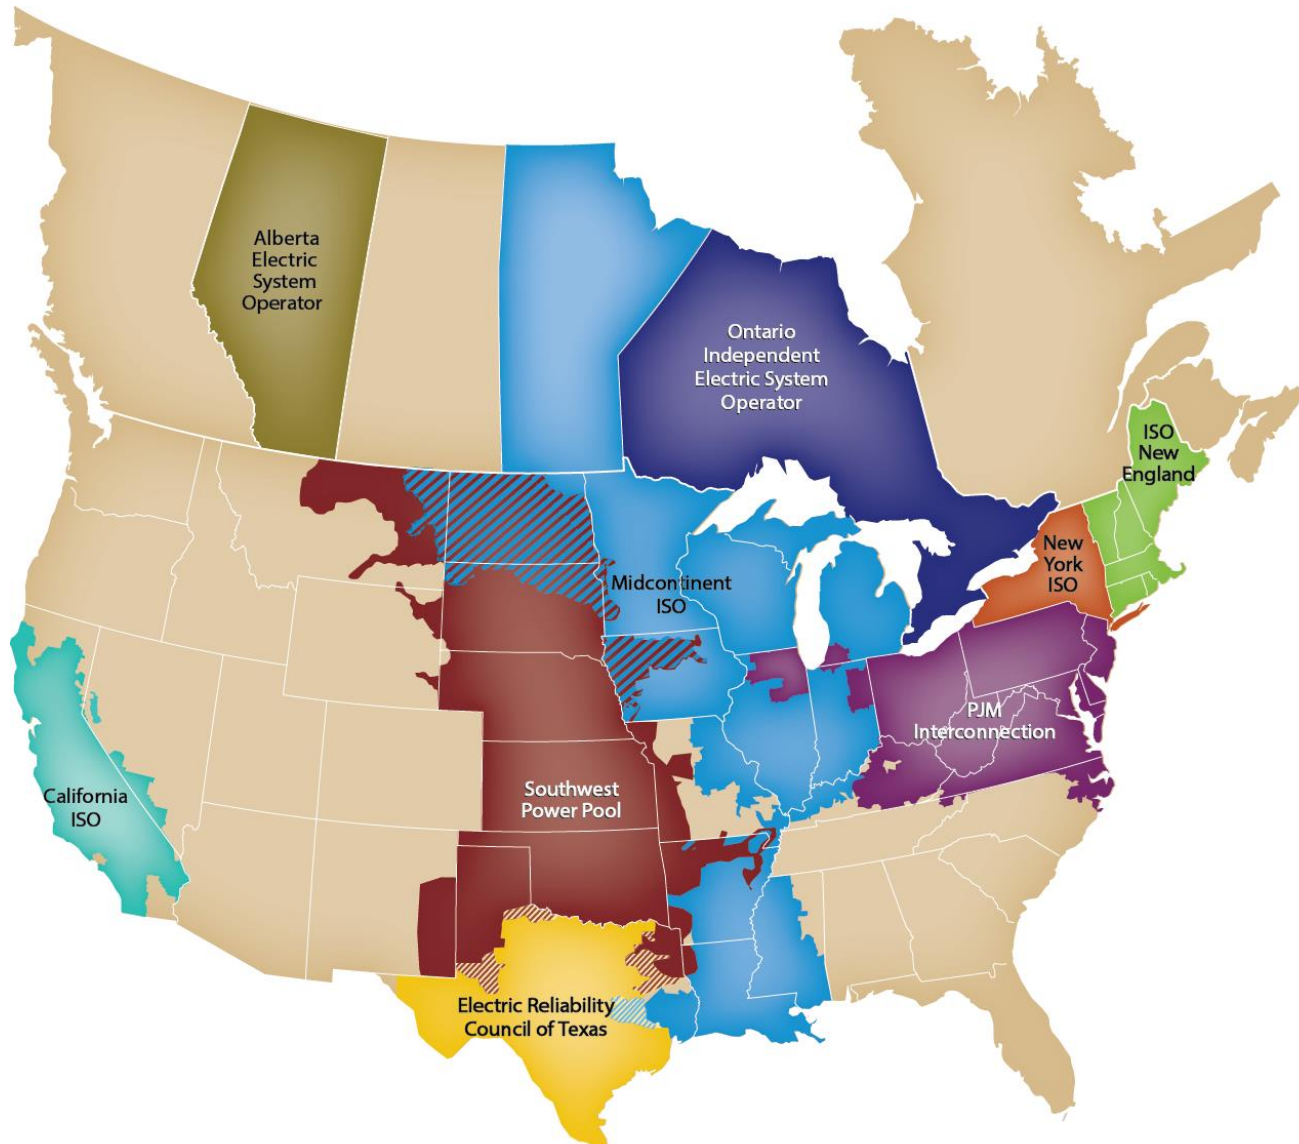 Alberta
Electric
System
Operator
Ontario
Independent
Electric System
Operator
ISO
New
England
New
York
ISO
Midcontinent
ISO
PJM
Interconnection
Southwest
Power Pool
California
ISO
Electric Reliability
Council of Texas